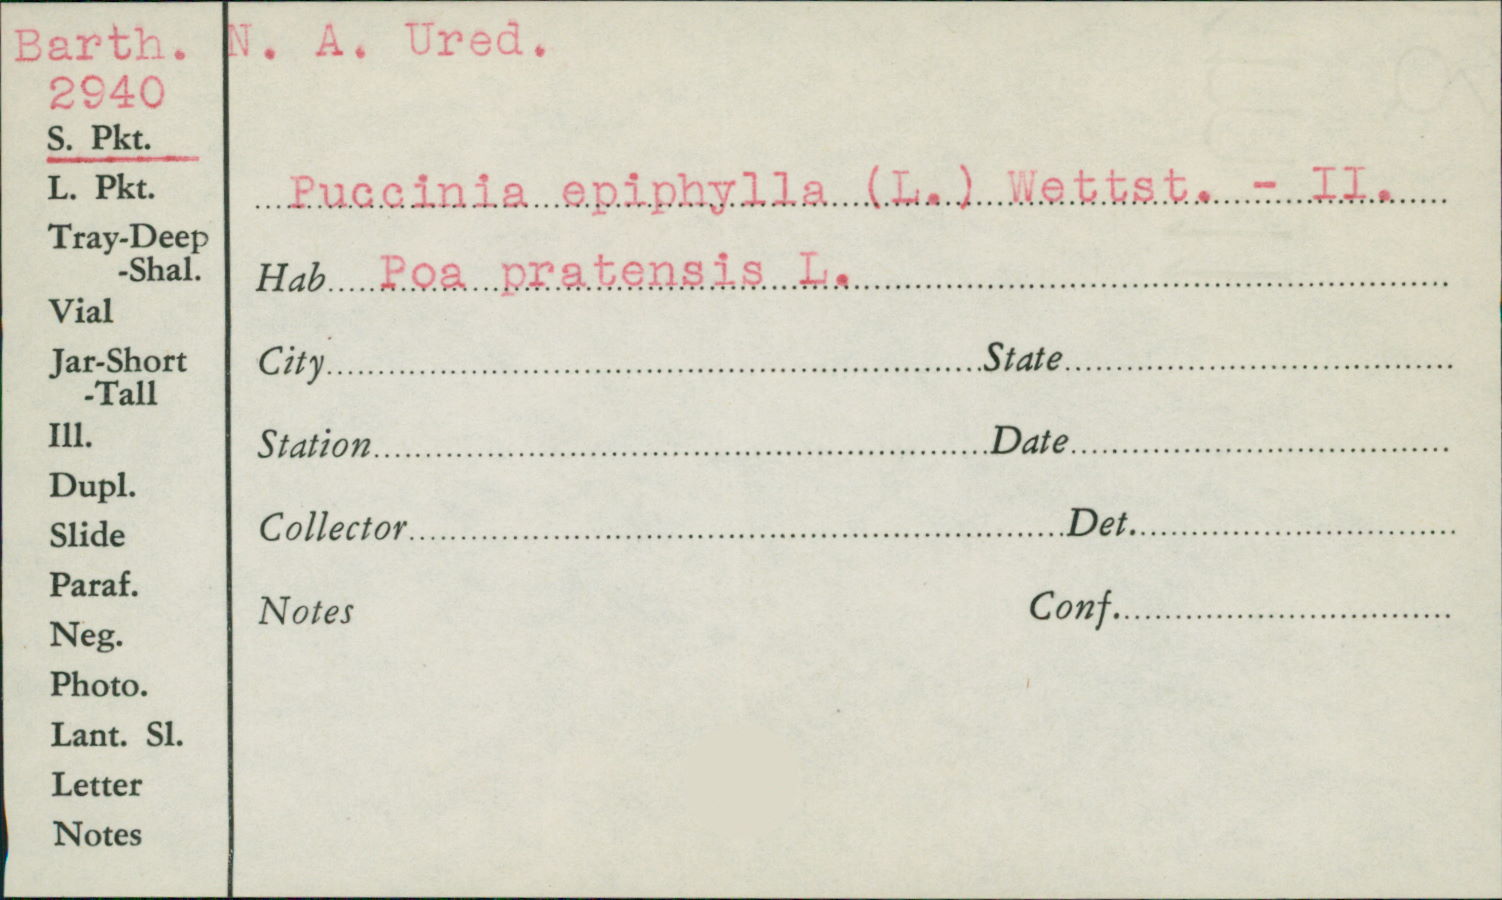 Barth. N. A. Ured.
2940
S. Pkt.
L. Pkt.
Tray-Deep
-Shal.
Vial
Jar-Short
-Tall
Ill.
Dupl.
Slide
Paraf.
Neg.
Photo.
Lant. Sl.
Letter
Notes
Puccinia epiphylla (L.) Wettst. - II.
Hab Poa pratensis L.
City State
Station Date
Collector Det.
Notes Conf.